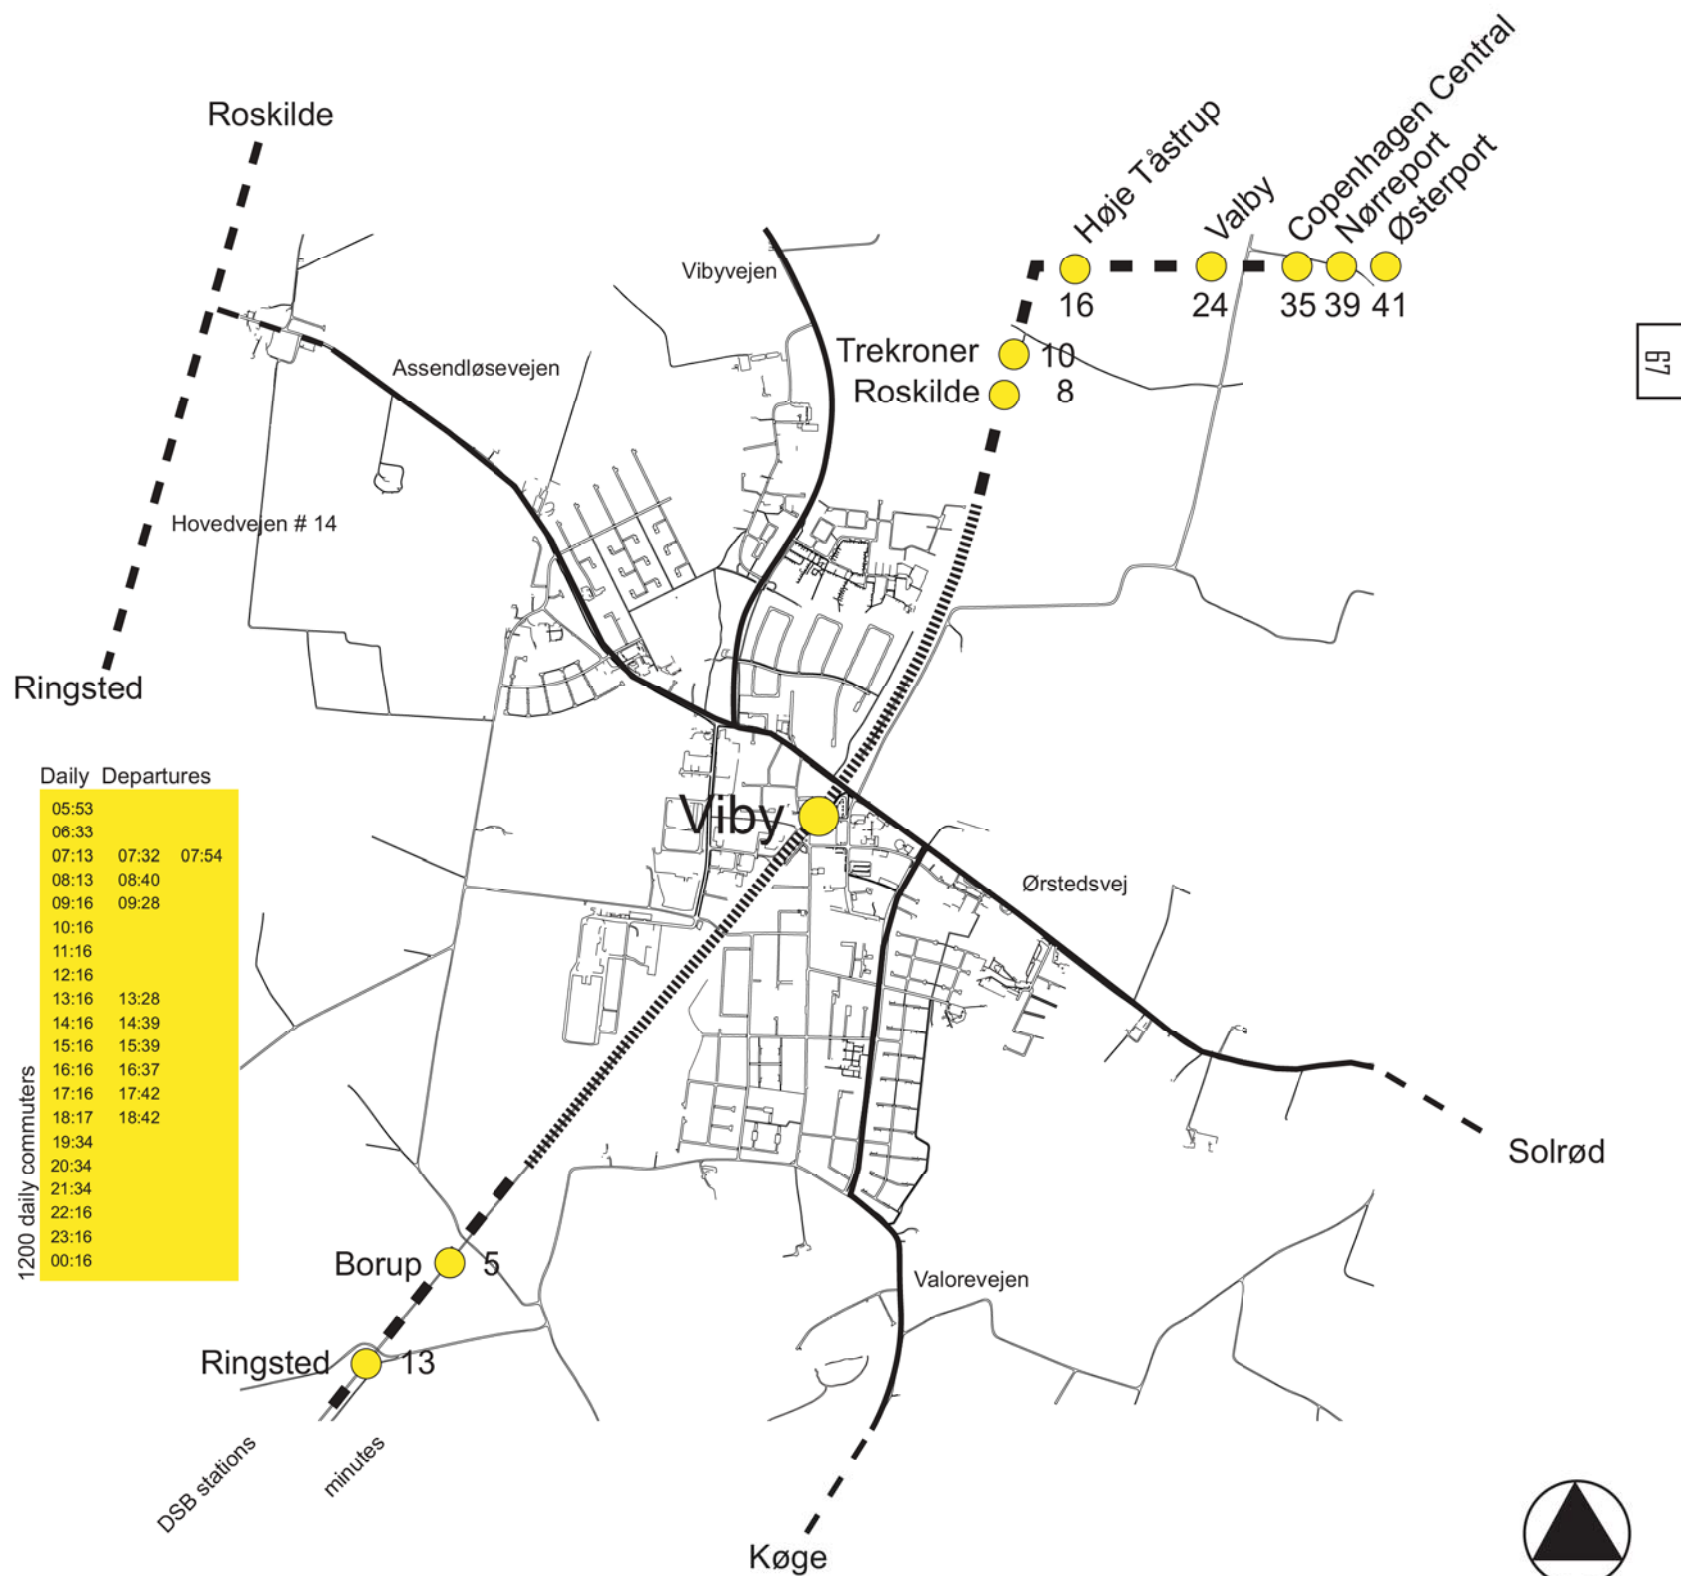 Roskilde
Copenhagen Central
Høje Tåstrup
Valby
Nørreport
Østerport
16
24
35
39
41
Vibyvejen
Trekroner
10
Roskilde
8
67
Assendløsevejen
Hovedvejen # 14
Ringsted
Daily Departures
05:53
06:33
07:13 07:32 07:54
08:13 08:40
09:16 09:28
10:16
11:16
12:16
13:16 13:28
14:16 14:39
15:16 15:39
16:16 16:37
17:16 17:42
18:17 18:42
19:34
20:34
21:34
22:16
23:16
00:16
1200 daily commuters
Viby
Ørstedsvej
Solrød
Borup
5
Valorevejen
Ringsted
13
DSB stations
minutes
Køge